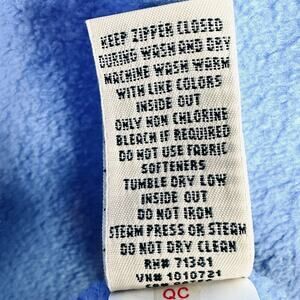 KEEP ZIPPER CLOSED
DURING WASH AND DRY
MACHINE WASH WARM
WITH LIKE COLORS
INSIDE OUT
ONLY NON CHLORINE
BLEACH IF REQUIRED
DO NOT USE FABRIC
SOFTENERS
TUMBLE DRY LOW
INSIDE OUT
DO NOT IRON
STEAM PRESS OR STEAM
DO NOT DRY CLEAN
RN# 71341
VN# 1010721
QC